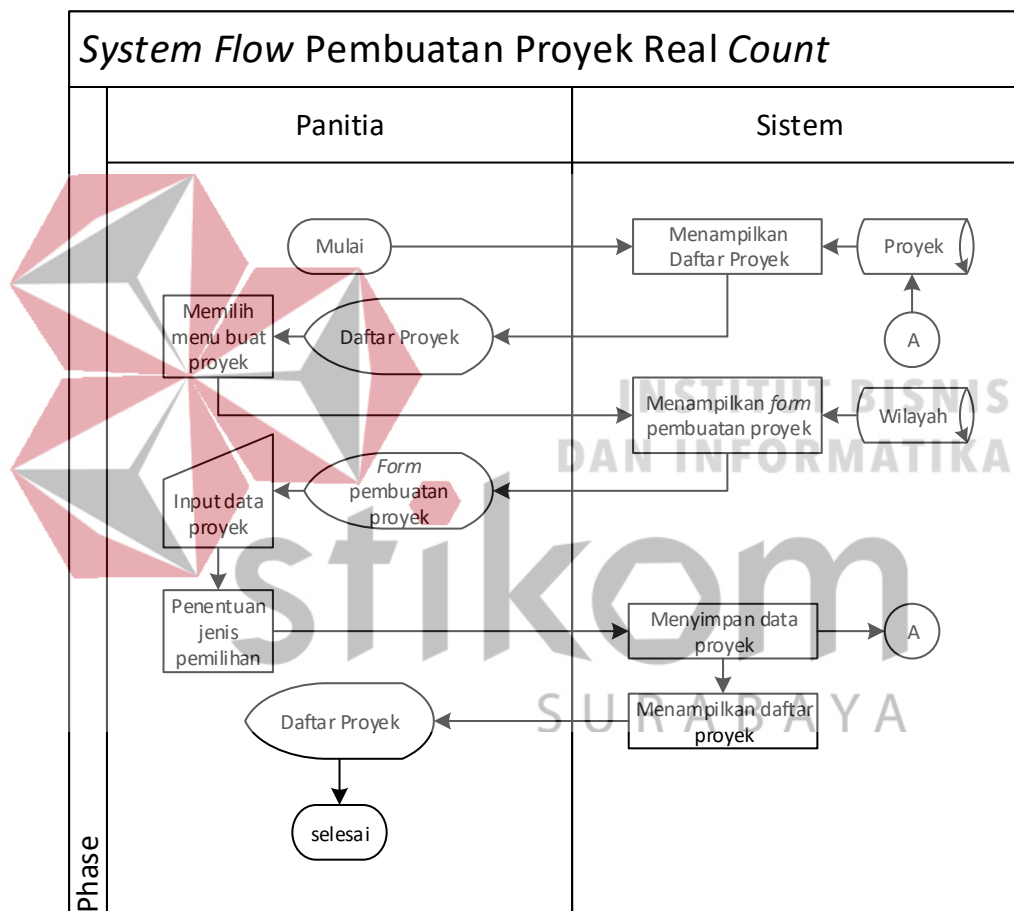 System Flow Pembuatan Proyek Real Count
Panitia
Sistem
Mulai
Menampilkan
Daftar Proyek
Proyek
A
Memilih
menu buat
proyek
Daftar Proyek
Menampilkan form
pembuatan proyek
Wilayah
INSTITUT BISNIS
DAN INFORMATIKA
Input data
proyek
Form
pembuatan
proyek
stikom
SURABAYA
Penentuan
jenis
pemilihan
Menyimpan data
proyek
A
Daftar Proyek
Menampilkan daftar
proyek
selesai
Phase